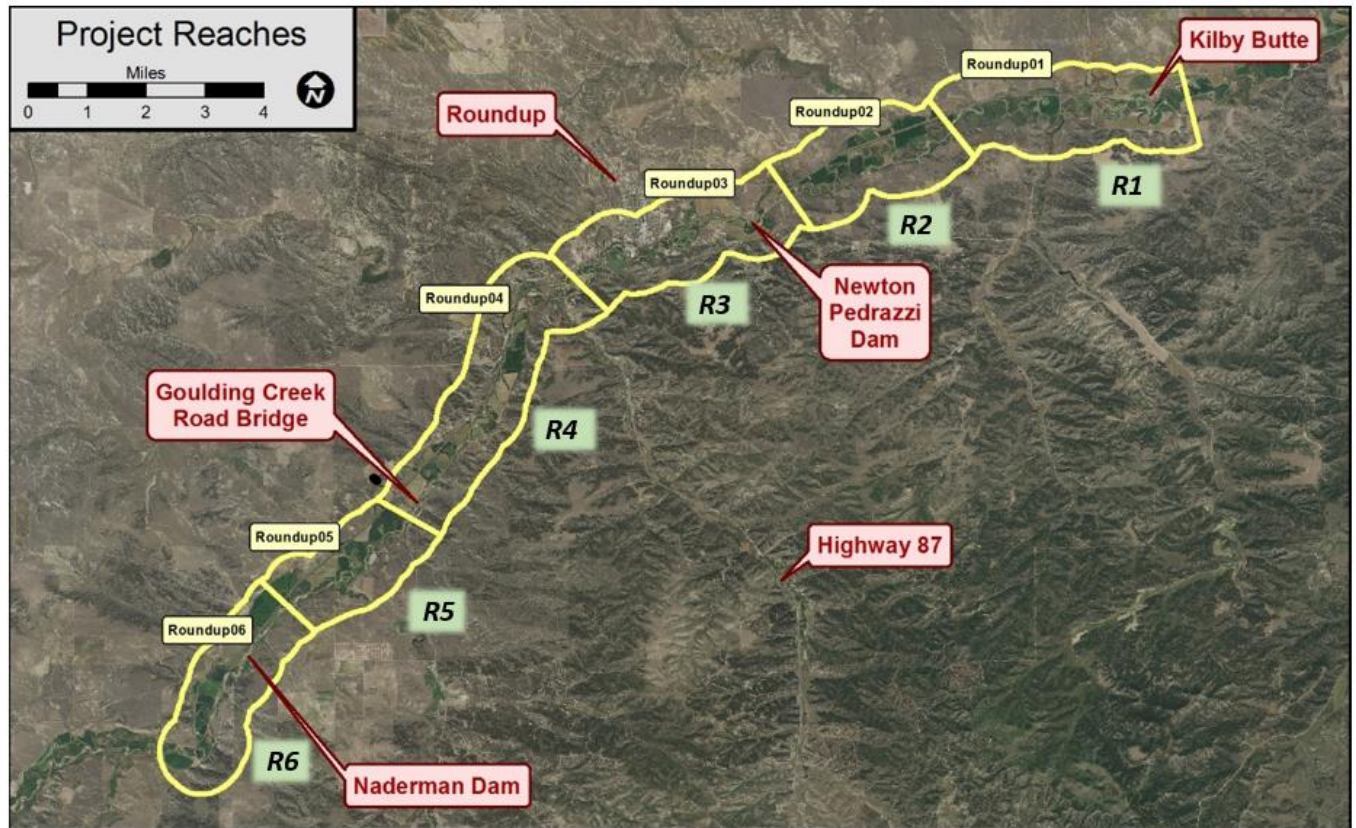 Project Reaches
Miles
0 1 2 3 4
N
Kilby Butte
Roundup01
Roundup02
Roundup
Roundup03
R1
R2
Newton
Pedrazzi
Dam
R3
Roundup04
Goulding Creek
Road Bridge
R4
Roundup05
Highway 87
R5
Roundup06
R6
Naderman Dam